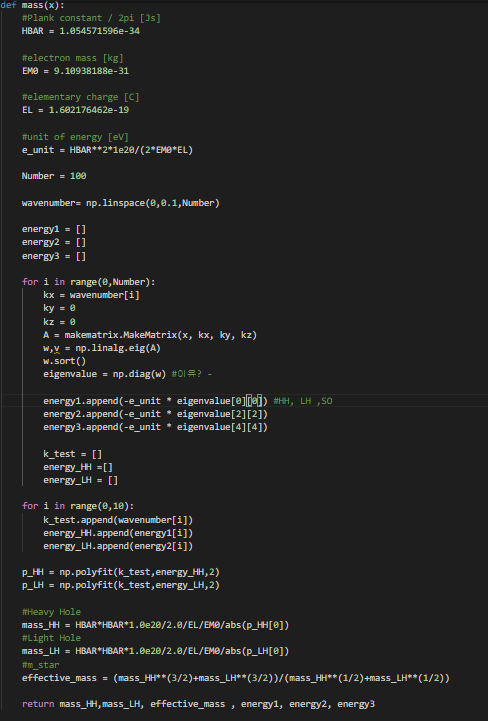 def mass(x):
    #Plank constant / 2pi [Js]
    HBAR = 1.054571596e-34

    #electron mass [kg]
    EM0 = 9.10938188e-31

    #elementary charge [C]
    EL = 1.602176462e-19

    #unit of energy [eV]
    e_unit = HBAR**2*1e20/(2*EM0*EL)

    Number = 100

    wavenumber= np.linspace(0,0.1,Number)

    energy1 = []
    energy2 = []
    energy3 = []

    for i in range(0,Number):
        kx = wavenumber[i]
        ky = 0
        kz = 0
        A = makematrix.MakeMatrix(x, kx, ky, kz)
        w,v = np.linalg.eig(A)
        w.sort()
        eigenvalue = np.diag(w) #이유? -

        energy1.append(-e_unit * eigenvalue[0][0]) #HH, LH ,SO
        energy2.append(-e_unit * eigenvalue[2][2])
        energy3.append(-e_unit * eigenvalue[4][4])

        k_test = []
        energy_HH =[]
        energy_LH = []

    for i in range(0,10):
        k_test.append(wavenumber[i])
        energy_HH.append(energy1[i])
        energy_LH.append(energy2[i])

    p_HH = np.polyfit(k_test,energy_HH,2)
    p_LH = np.polyfit(k_test,energy_LH,2)

    #Heavy Hole
    mass_HH = HBAR*HBAR*1.0e20/2.0/EL/EM0/abs(p_HH[0])
    #Light Hole
    mass_LH = HBAR*HBAR*1.0e20/2.0/EL/EM0/abs(p_LH[0])
    #m_star
    effective_mass = (mass_HH**(3/2)+mass_LH**(3/2))/(mass_HH**(1/2)+mass_LH**(1/2))

    return mass_HH,mass_LH, effective_mass , energy1, energy2, energy3